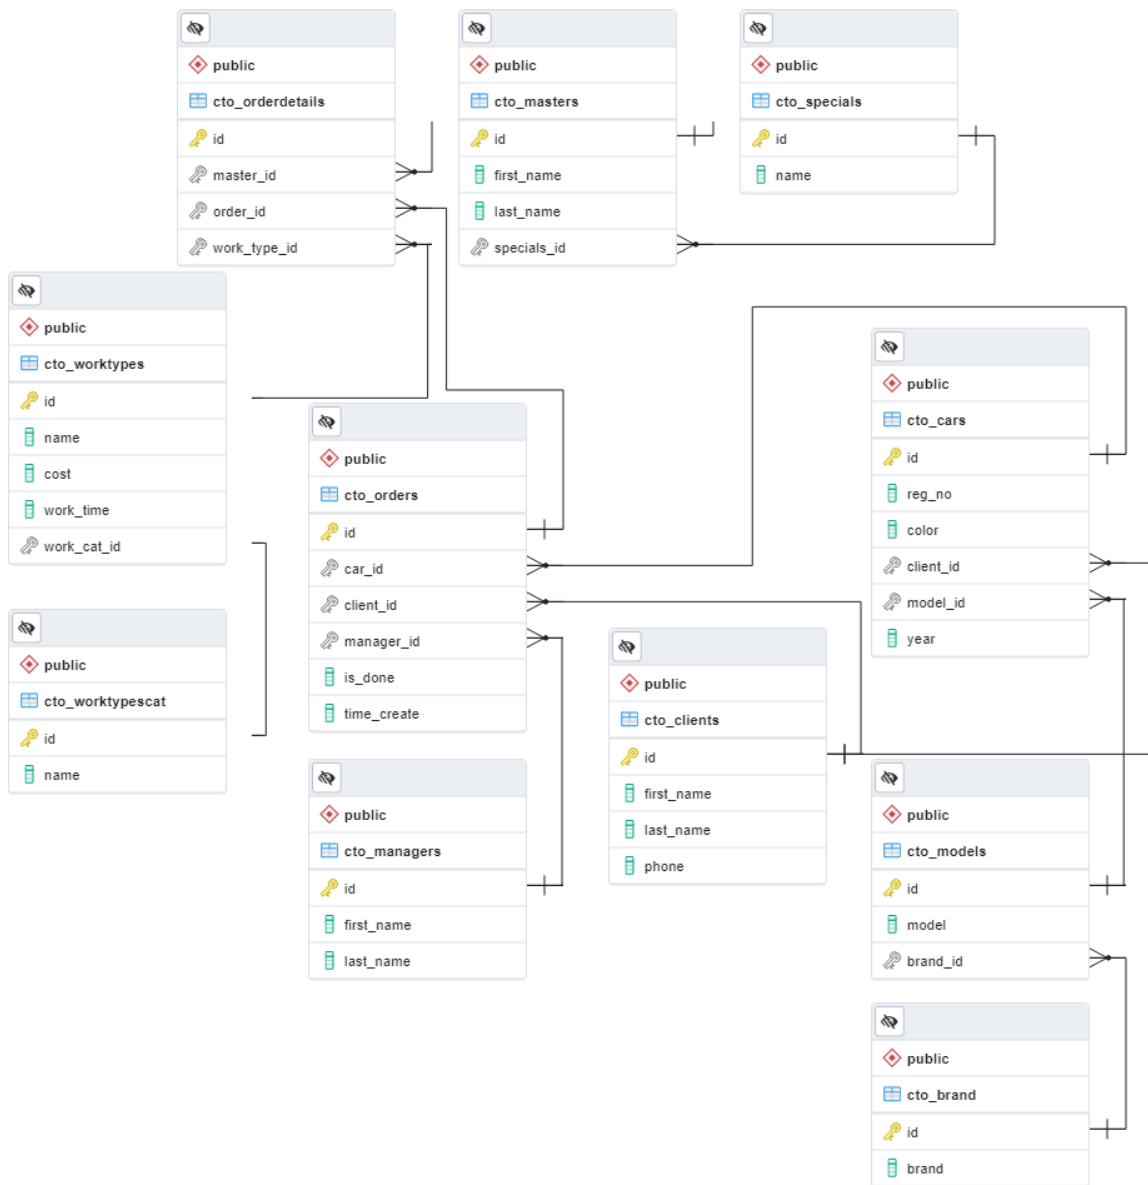 public
cto_orderdetails
id
master_id
order_id
work_type_id
public
cto_masters
id
first_name
last_name
specials_id
public
cto_specials
id
name
public
cto_worktypes
id
name
cost
work_time
work_cat_id
public
cto_worktypescat
id
name
public
cto_orders
id
car_id
client_id
manager_id
is_done
time_create
public
cto_managers
id
first_name
last_name
public
cto_clients
id
first_name
last_name
phone
public
cto_cars
id
reg_no
color
client_id
model_id
year
public
cto_models
id
model
brand_id
public
cto_brand
id
brand